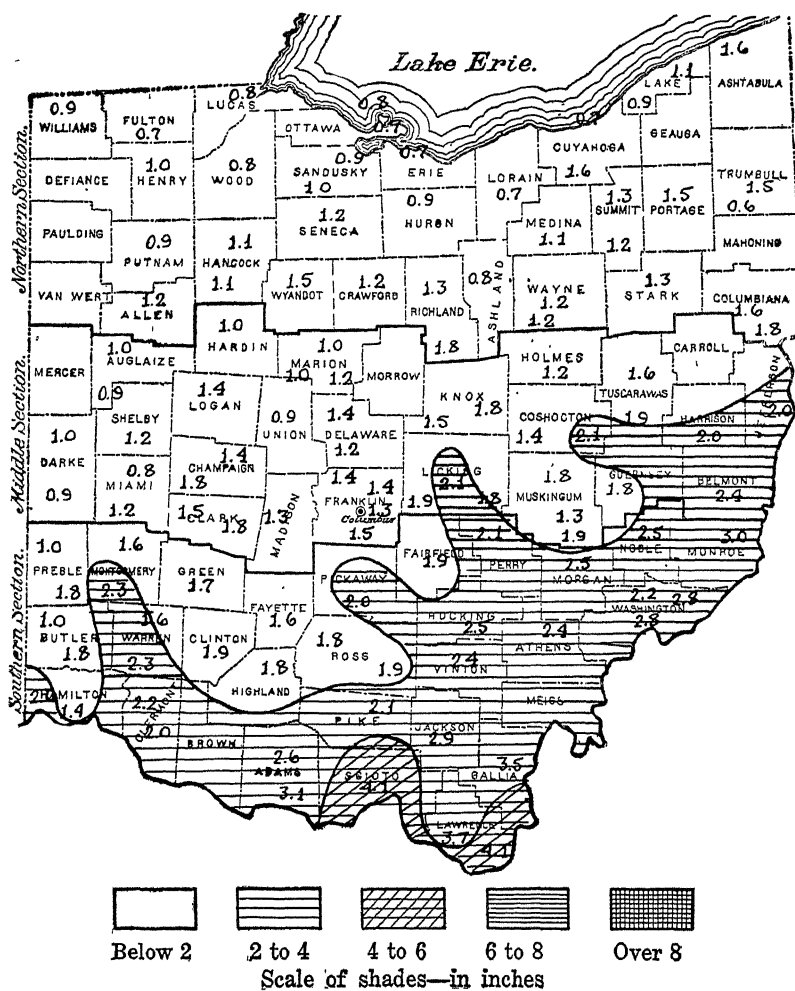 Lake Erie.
1.6
1.1
LAKE
ASHTABULA
0.9
WILLIAMS
FULTON
0.7
0.8
LUCAS
0.8
OTTAWA
0.9
0.7
CUYAHOGA
1.6
GEAUGA
DEFIANCE
1.0
HENRY
0.8
WOOD
0.9
SANDUSKY
1.0
0.7
ERIE
LORAIN
0.7
TRUMBULL
1.5
0.6
Northern Section.
PAULDING
0.9
PUTNAM
1.1
HANCOCK
1.1
1.2
SENECA
0.9
HURON
MEDINA
1.1
1.3
SUMMIT
1.2
1.5
PORTAGE
MAHONING
VAN WERT
1.2
ALLEN
1.5
WYANDOT
1.2
CRAWFORD
1.3
RICHLAND
1.8
0.8
ASHLAND
WAYNE
1.2
1.2
1.3
STARK
COLUMBIANA
1.6
1.8
Middle Section.
MERCER
1.0
AUGLAIZE
1.0
HARDIN
1.0
MARION
1.0
1.2
MORROW
HOLMES
1.2
CARROLL
0.9
SHELBY
1.2
1.4
LOGAN
0.9
UNION
1.4
DELAWARE
1.2
KNOX
1.8
1.5
COSHOCTON
1.4
2.1
1.6
TUSCARAWAS
1.9
HARRISON
2.0
JEFFERSON
2.0
1.0
DARKE
0.9
0.8
MIAMI
1.2
1.4
CHAMPAIGN
1.8
1.5
CLARK
1.8
1.3
MADISON
1.4
FRANKLIN
1.4
1.3
Columbus
1.5
LICKING
2.1
1.9
1.8
1.8
MUSKINGUM
1.3
1.9
GUERNSEY
1.8
BELMONT
2.4
Southern Section.
1.0
PREBLE
1.8
1.6
MONTGOMERY
2.3
GREEN
1.7
FAYETTE
1.6
PICKAWAY
2.0
FAIRFIELD
1.9
2.1
PERRY
2.5
MORGAN
2.5
NOBLE
3.0
MUNROE
1.0
BUTLER
1.8
1.6
WARREN
2.3
CLINTON
1.9
1.8
ROSS
1.9
HOCKING
2.5
2.4
ATHENS
2.2
2.8
WASHINGTON
2.8
HAMILTON
1.4
2.2
CLERMONT
2.0
1.8
HIGHLAND
2.4
VINTON
MEIGS
BROWN
2.1
PIKE
JACKSON
2.9
2.6
ADAMS
3.1
SCIOTO
4.1
3.5
GALLIA
LAWRENCE
3.7
4.1
Below 2
2 to 4
4 to 6
6 to 8
Over 8
Scale of shades—in inches